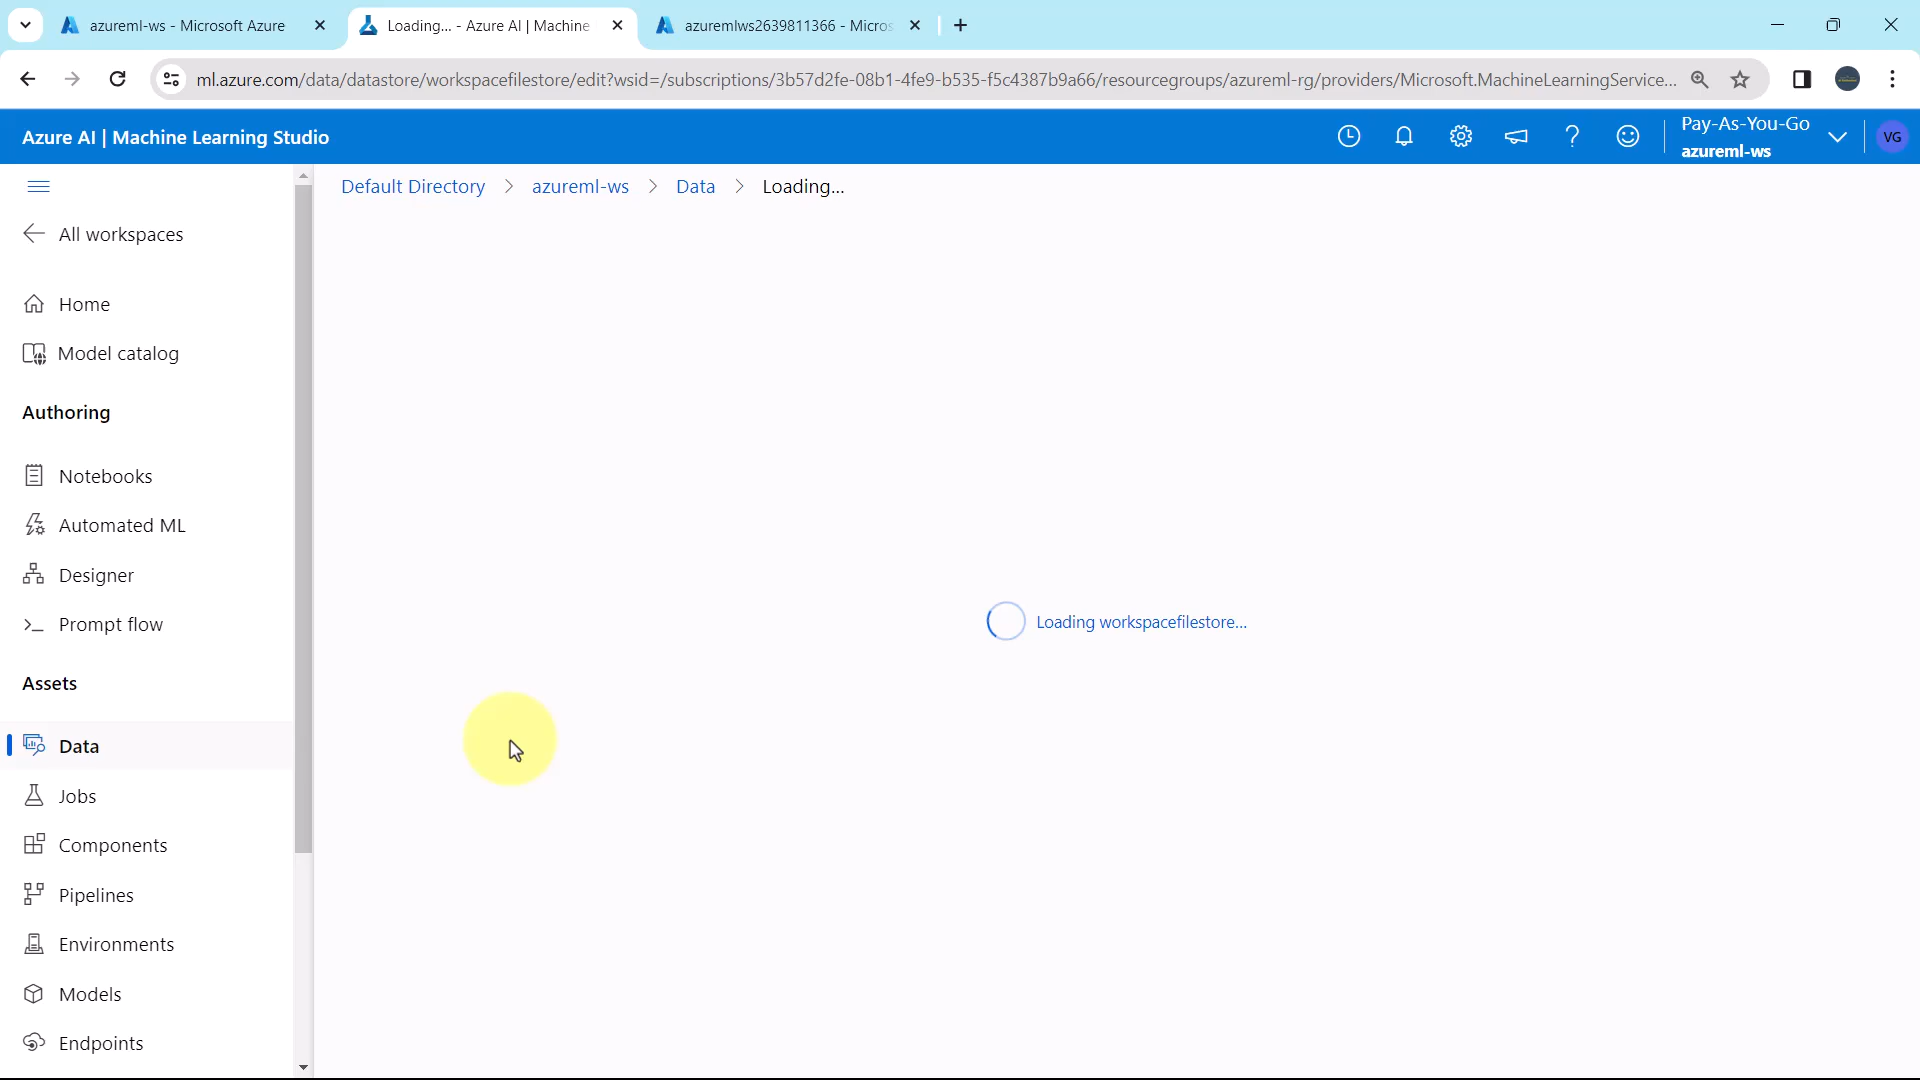 azureml-ws - Microsoft Azure
Loading... - Azure AI | Machine
azuremlws2639811366 - Micros
ml.azure.com/data/datastore/workspacefilestore/edit?wsid=/subscriptions/3b57d2fe-08b1-4fe9-b535-f5c4387b9a66/resourcegroups/azureml-rg/providers/Microsoft.MachineLearningService...
Azure AI | Machine Learning Studio
Pay-As-You-Go
azureml-ws
VG
Default Directory > azureml-ws > Data > Loading...
All workspaces
Home
Model catalog
Authoring
Notebooks
Automated ML
Designer
Prompt flow
Loading workspacefilestore...
Assets
Data
Jobs
Components
Pipelines
Environments
Models
Endpoints